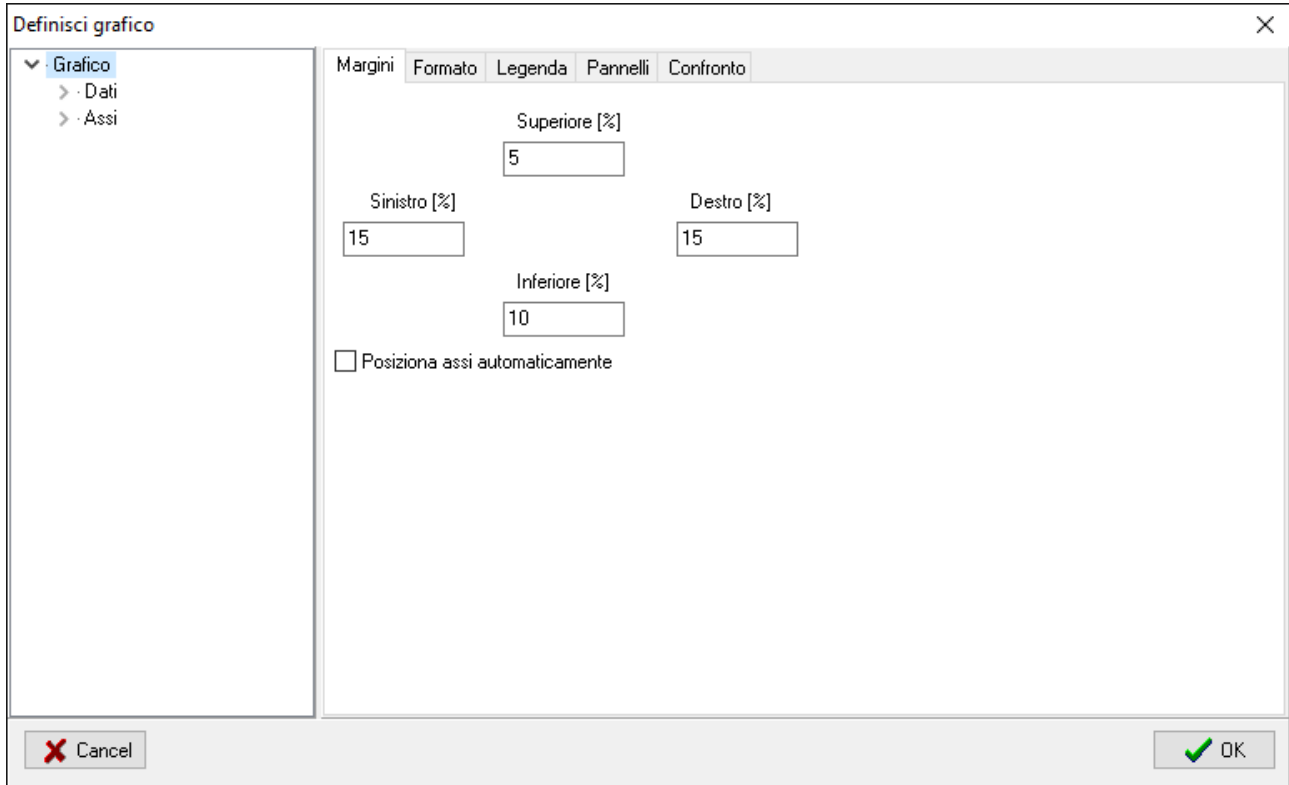 Definisci grafico
Grafico
Dati
Assi
Margini Formato Legenda Pannelli Confronto
Superiore [%]
5
Sinistro [%] Destro [%]
15 15
Inferiore [%]
10
Posiziona assi automaticamente
Cancel OK